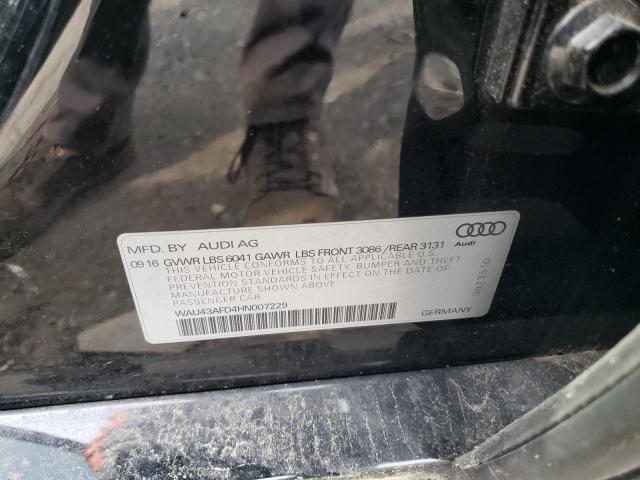 MFD. BY AUDI AG
09 16 GVWR LBS 6041 GAWR LBS FRONT 3086 /REAR 3131
THIS VEHICLE CONFORMS TO ALL APPLICABLE U.S.
FEDERAL MOTOR VEHICLE SAFETY, BUMPER AND THEFT
PREVENTION STANDARDS IN EFFECT ON THE DATE OF
MANUFACTURE SHOWN ABOVE.
PASSENGER CAR
WAU43AFD4HN007229
Audi
GERMANY